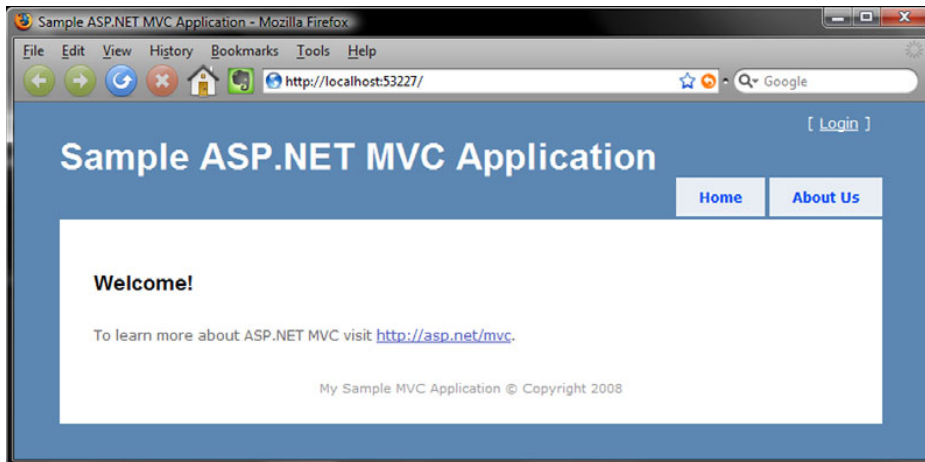 Sample ASP.NET MVC Application - Mozilla Firefox
File Edit View History Bookmarks Tools Help
http://localhost:53227/ Google
[ Login ]
Sample ASP.NET MVC Application
Home About Us
Welcome!
To learn more about ASP.NET MVC visit http://asp.net/mvc.
My Sample MVC Application © Copyright 2008